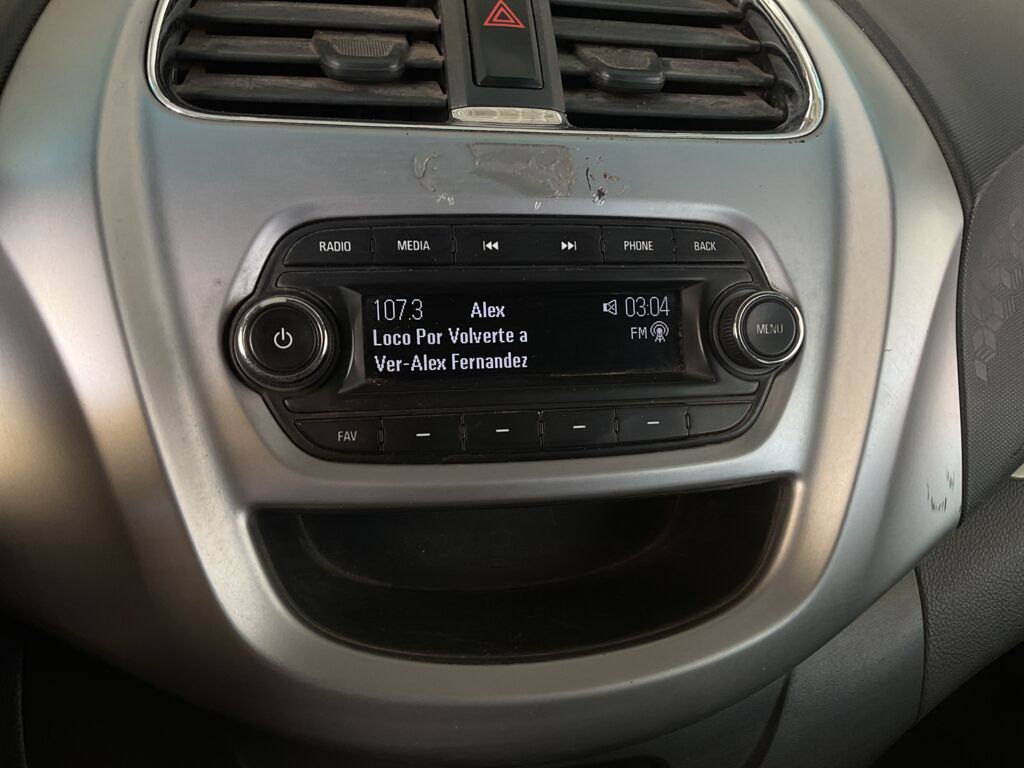 RADIO MEDIA PHONE BACK
107.3 Alex 03:04
Loco Por Volverte a FM
Ver-Alex Fernandez
MENU
FAV